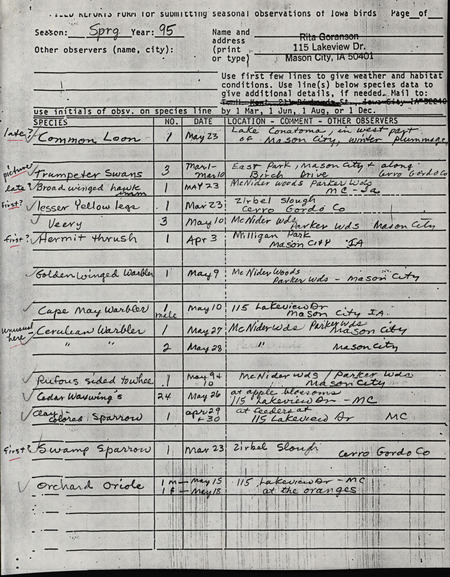 FIELD REPORTS FORM for submitting seasonal observations of Iowa birds Page of
Season: Sprg Year: 95 Name and Rita Goranson
address 115 Lakeview Dr.
Other observers (name, city): (print Mason City, IA 50401
or type)
Use first few lines to give weather and habitat
conditions. Use line(s) below species data to
give additional details, if needed. Mail to:
use initials of obsv. on species line by 1 Mar, 1 Jun, 1 Aug, or 1 Dec.
SPECIES NO. DATE LOCATION - COMMENT - OTHER OBSERVERS
late? ✓ Common Loon 1 May 23 Lake Conatoma, in west part
of Mason City, winter plummage
picture ✓ Trumpeter Swans 3 Mar 1- East Park, Mason City & along
Mar 10 Birch Drive Cerro Gordo Co
late? ✓ Broad winged hawk 1 MAY 23 McNider Woods Parker Wds
MC - Ia
first? ✓ lesser Yellow legs 1 Mar 23 Zirbel Slough
Cerro Gordo Co
✓ Veery 3 May 10 McNider Wds
Parker Wds Mason City
first? ✓ Hermit thrush 1 Apr 3 Milligan Park
Mason City IA
✓ Golden Winged Warbler 1 May 9 McNider Woods
Parker Wds - Mason City
✓ Cape May Warbler 1 May 10 115 Lakeview Dr
male Mason City IA.
unusual here ✓ Cerulean Warbler 1 May 27 McNider Wds Parker Wds
Mason City
" " 2 May 28 " Mason City
✓ Rufous sided towhee 1 May 9 + McNider Wds / Parker Wds
10 Mason City
✓ Cedar Waxwing's 24 May 26 at apple blossoms
115 Lakeview Dr - MC
✓ Clay- apr 29 at feeders at
colored Sparrow 1 + 30 115 Lakeview Dr MC
first? ✓ Swamp Sparrow 1 Mar 23 Zirbel Slough
Cerro Gordo Co
✓ Orchard Oriole 1 m - May 15 115 Lakeview Dr - MC
1 f - May 18 at the oranges